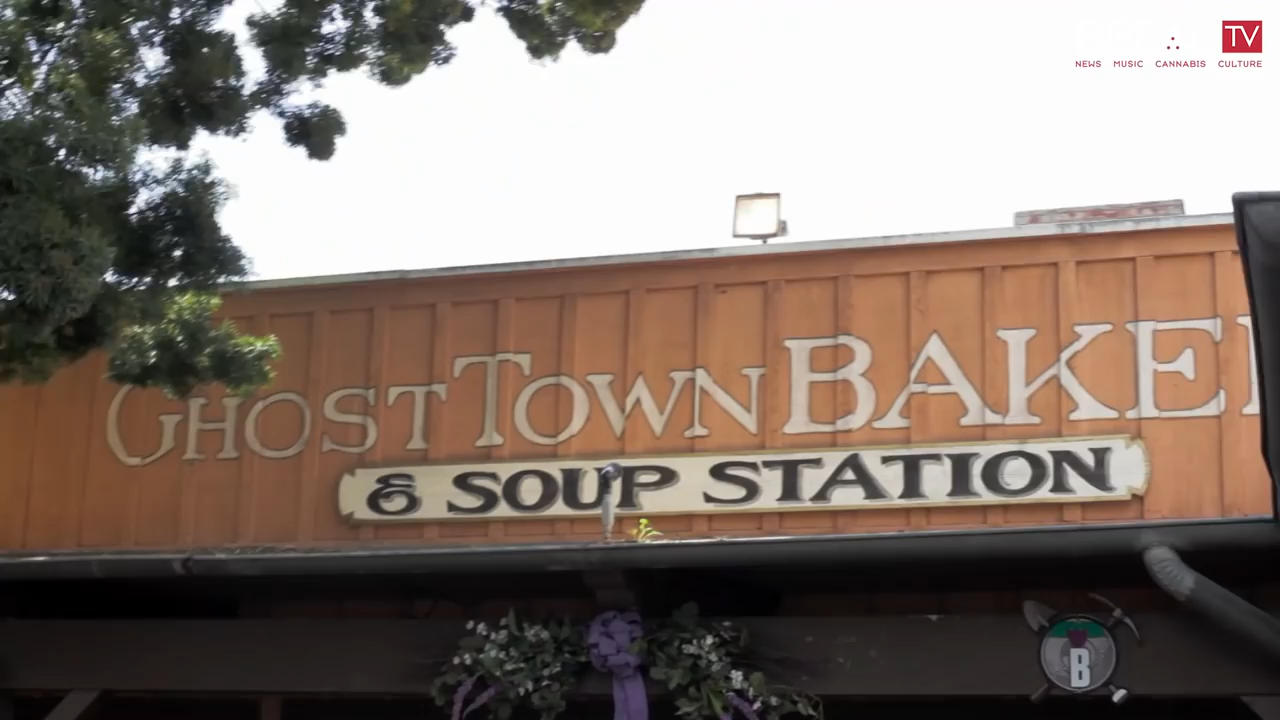 TV
NEWS MUSIC CANNABIS CULTURE
GHOST TOWN BAKE
& SOUP STATION
B